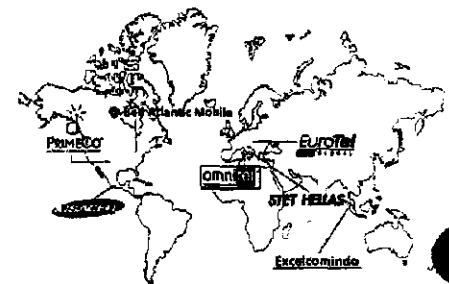 Bell Atlantic Mobile
PRIMECO
EuroTel
omnitel
STET HELLAS
Excelcomindo